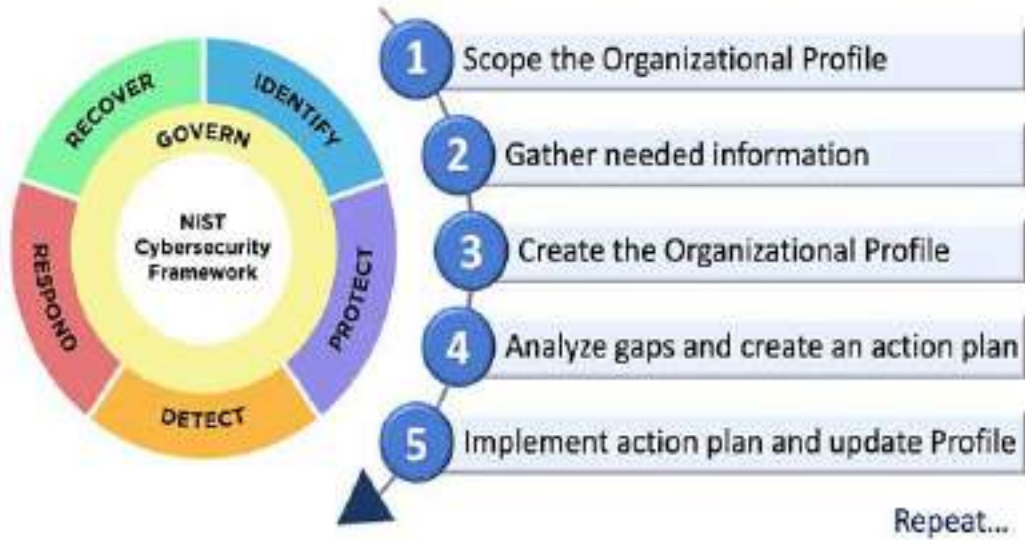 RECOVER
IDENTIFY
GOVERN
NIST
Cybersecurity
Framework
RESPOND
PROTECT
DETECT
1 Scope the Organizational Profile
2 Gather needed information
3 Create the Organizational Profile
4 Analyze gaps and create an action plan
5 Implement action plan and update Profile
Repeat...